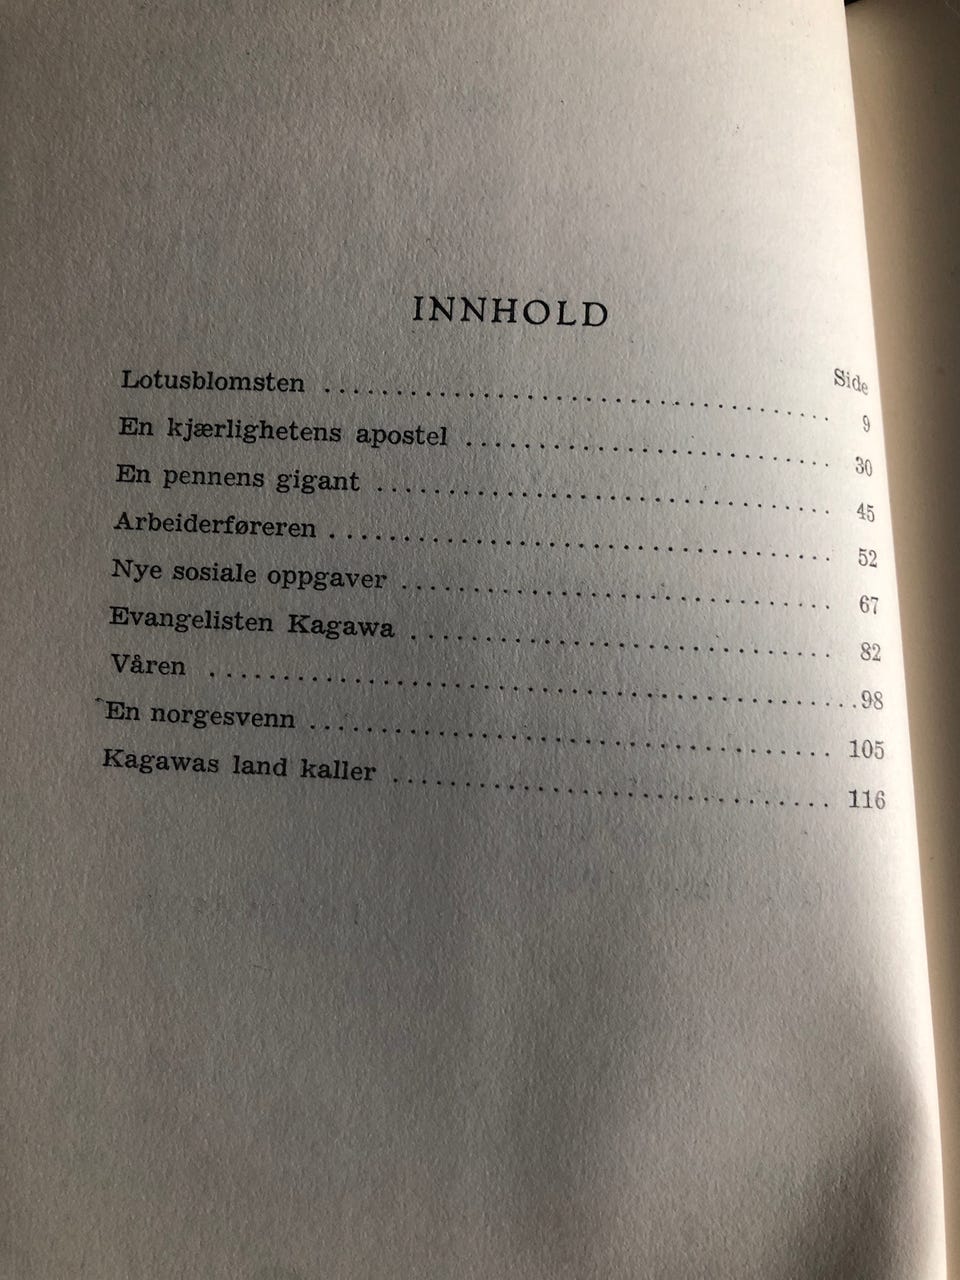 INNHOLD
Side
Lotusblomsten ........................................ 9
En kjærlighetens apostel .............................. 30
En pennens gigant .................................... 45
Arbeiderføreren ....................................... 52
Nye sosiale oppgaver .................................. 67
Evangelisten Kagawa .................................. 82
Våren ................................................ 98
En norgesvenn ........................................ 105
Kagawas land kaller ................................... 116